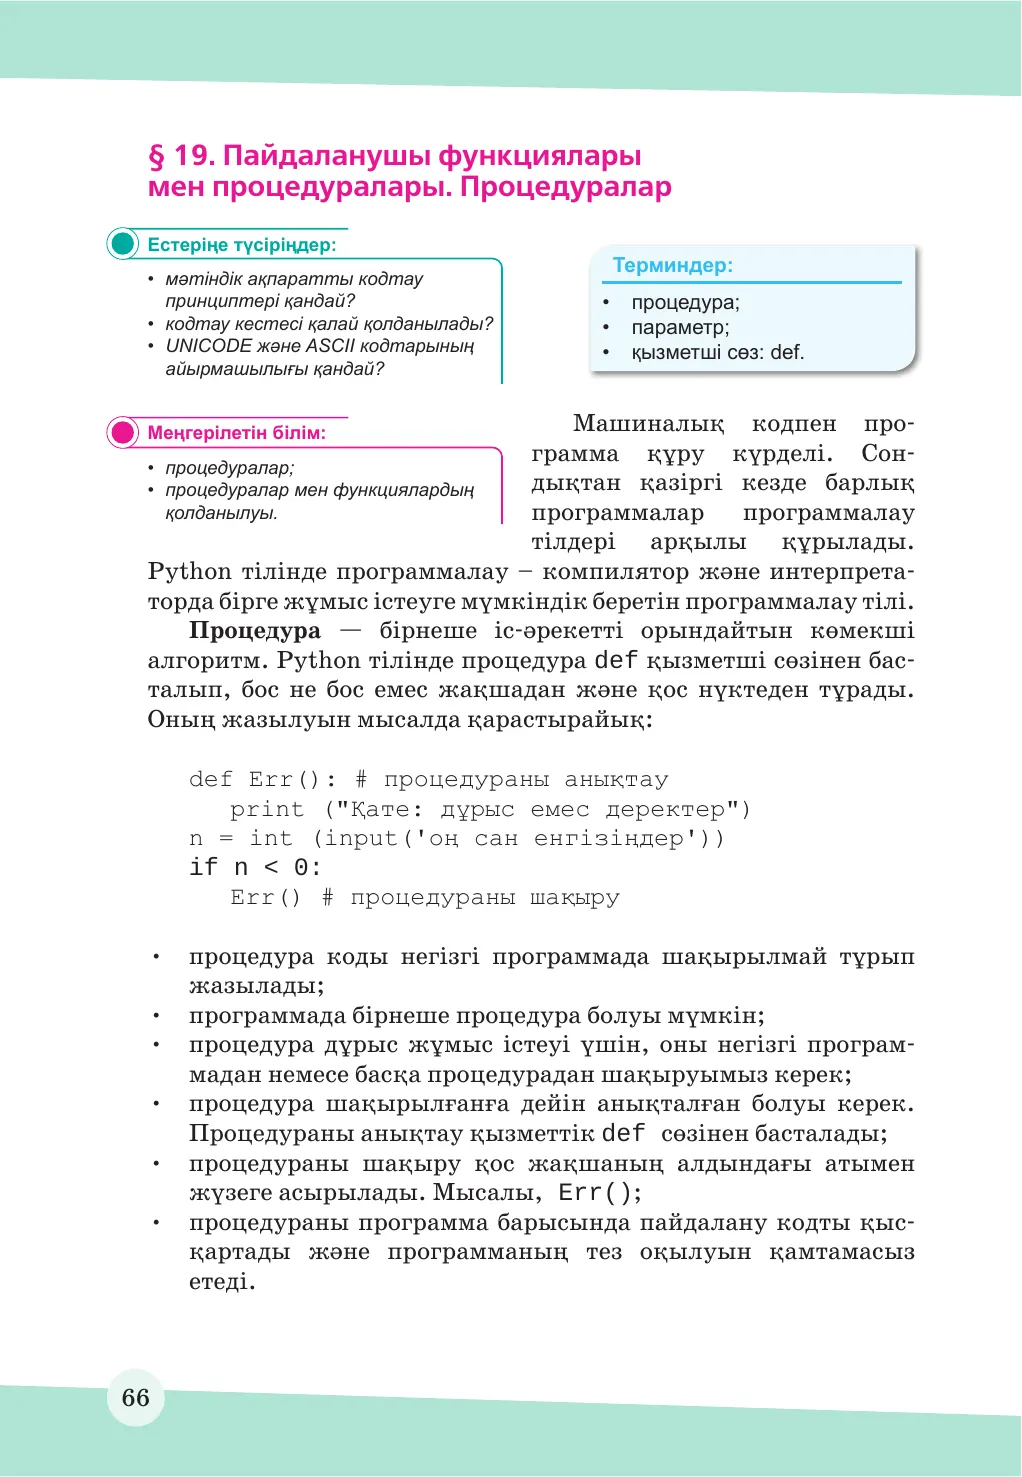 § 19. Пайдаланушы функциялары
мен процедуралары. Процедуралар
Естеріңе түсіріңдер:
• мәтіндік ақпаратты кодтау
принциптері қандай?
• кодтау кестесі қалай қолданылады?
• UNICODE және ASCII кодтарының
айырмашылығы қандай?
Терминдер:
• процедура;
• параметр;
• қызметші сөз: def.
Меңгерілетін білім:
• процедуралар;
• процедуралар мен функциялардың
қолданылуы.
Машиналық кодпен про-
грамма құру күрделі. Сон-
дықтан қазіргі кезде барлық
программалар программалау
тілдері арқылы құрылады.
Python тілінде программалау – компилятор және интерпрета-
торда бірге жұмыс істеуге мүмкіндік беретін программалау тілі.
Процедура — бірнеше іс-әрекетті орындайтын көмекші
алгоритм. Python тілінде процедура def қызметші сөзінен бас-
талып, бос не бос емес жақшадан және қос нүктеден тұрады.
Оның жазылуын мысалда қарастырайық:
def Err(): # процедураны анықтау
print ("Қате: дұрыс емес деректер")
n = int (input('оң сан енгізіңдер'))
if n < 0:
Err() # процедураны шақыру
• процедура коды негізгі программада шақырылмай тұрып
жазылады;
• программада бірнеше процедура болуы мүмкін;
• процедура дұрыс жұмыс істеуі үшін, оны негізгі програм-
мадан немесе басқа процедурадан шақыруымыз керек;
• процедура шақырылғанға дейін анықталған болуы керек.
Процедураны анықтау қызметтік def сөзінен басталады;
• процедураны шақыру қос жақшаның алдындағы атымен
жүзеге асырылады. Мысалы, Err();
• процедураны программа барысында пайдалану кодты қыс-
қартады және программаның тез оқылуын қамтамасыз
етеді.
66